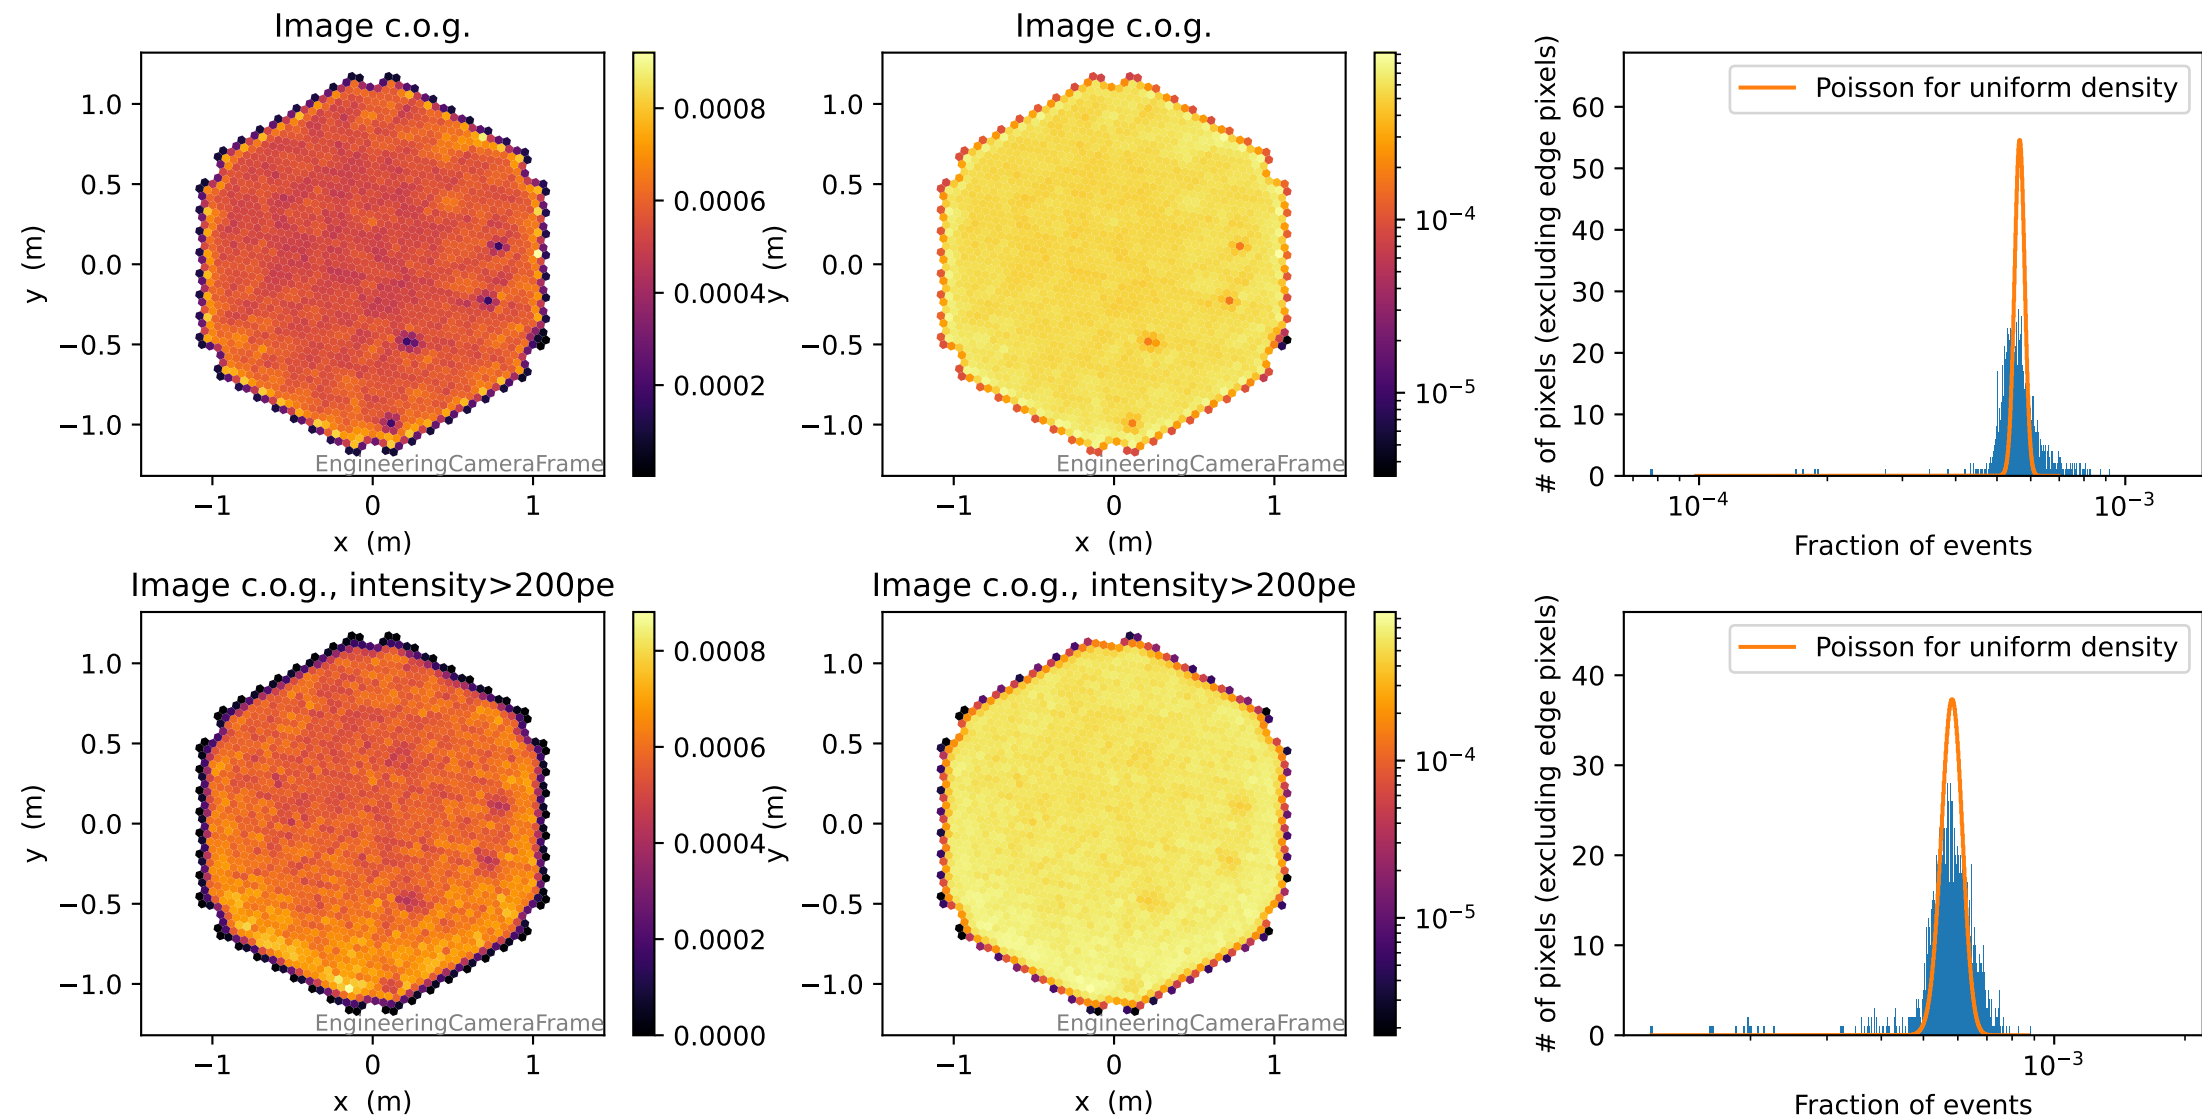 Image c.o.g.
y (m)
1.0
0.5
0.0
−0.5
−1.0
−1
0
1
x (m)
EngineeringCameraFrame
0.0008
0.0006
0.0004
0.0002
Image c.o.g.
y (m)
1.0
0.5
0.0
−0.5
−1.0
−1
0
1
x (m)
EngineeringCameraFrame
10⁻⁴
10⁻⁵
# of pixels (excluding edge pixels)
60
50
40
30
20
10
0
Poisson for uniform density
10⁻⁴
10⁻³
Fraction of events
Image c.o.g., intensity>200pe
y (m)
1.0
0.5
0.0
−0.5
−1.0
−1
0
1
x (m)
EngineeringCameraFrame
0.0008
0.0006
0.0004
0.0002
0.0000
Image c.o.g., intensity>200pe
y (m)
1.0
0.5
0.0
−0.5
−1.0
−1
0
1
x (m)
EngineeringCameraFrame
10⁻⁴
10⁻⁵
# of pixels (excluding edge pixels)
40
30
20
10
0
Poisson for uniform density
10⁻³
Fraction of events